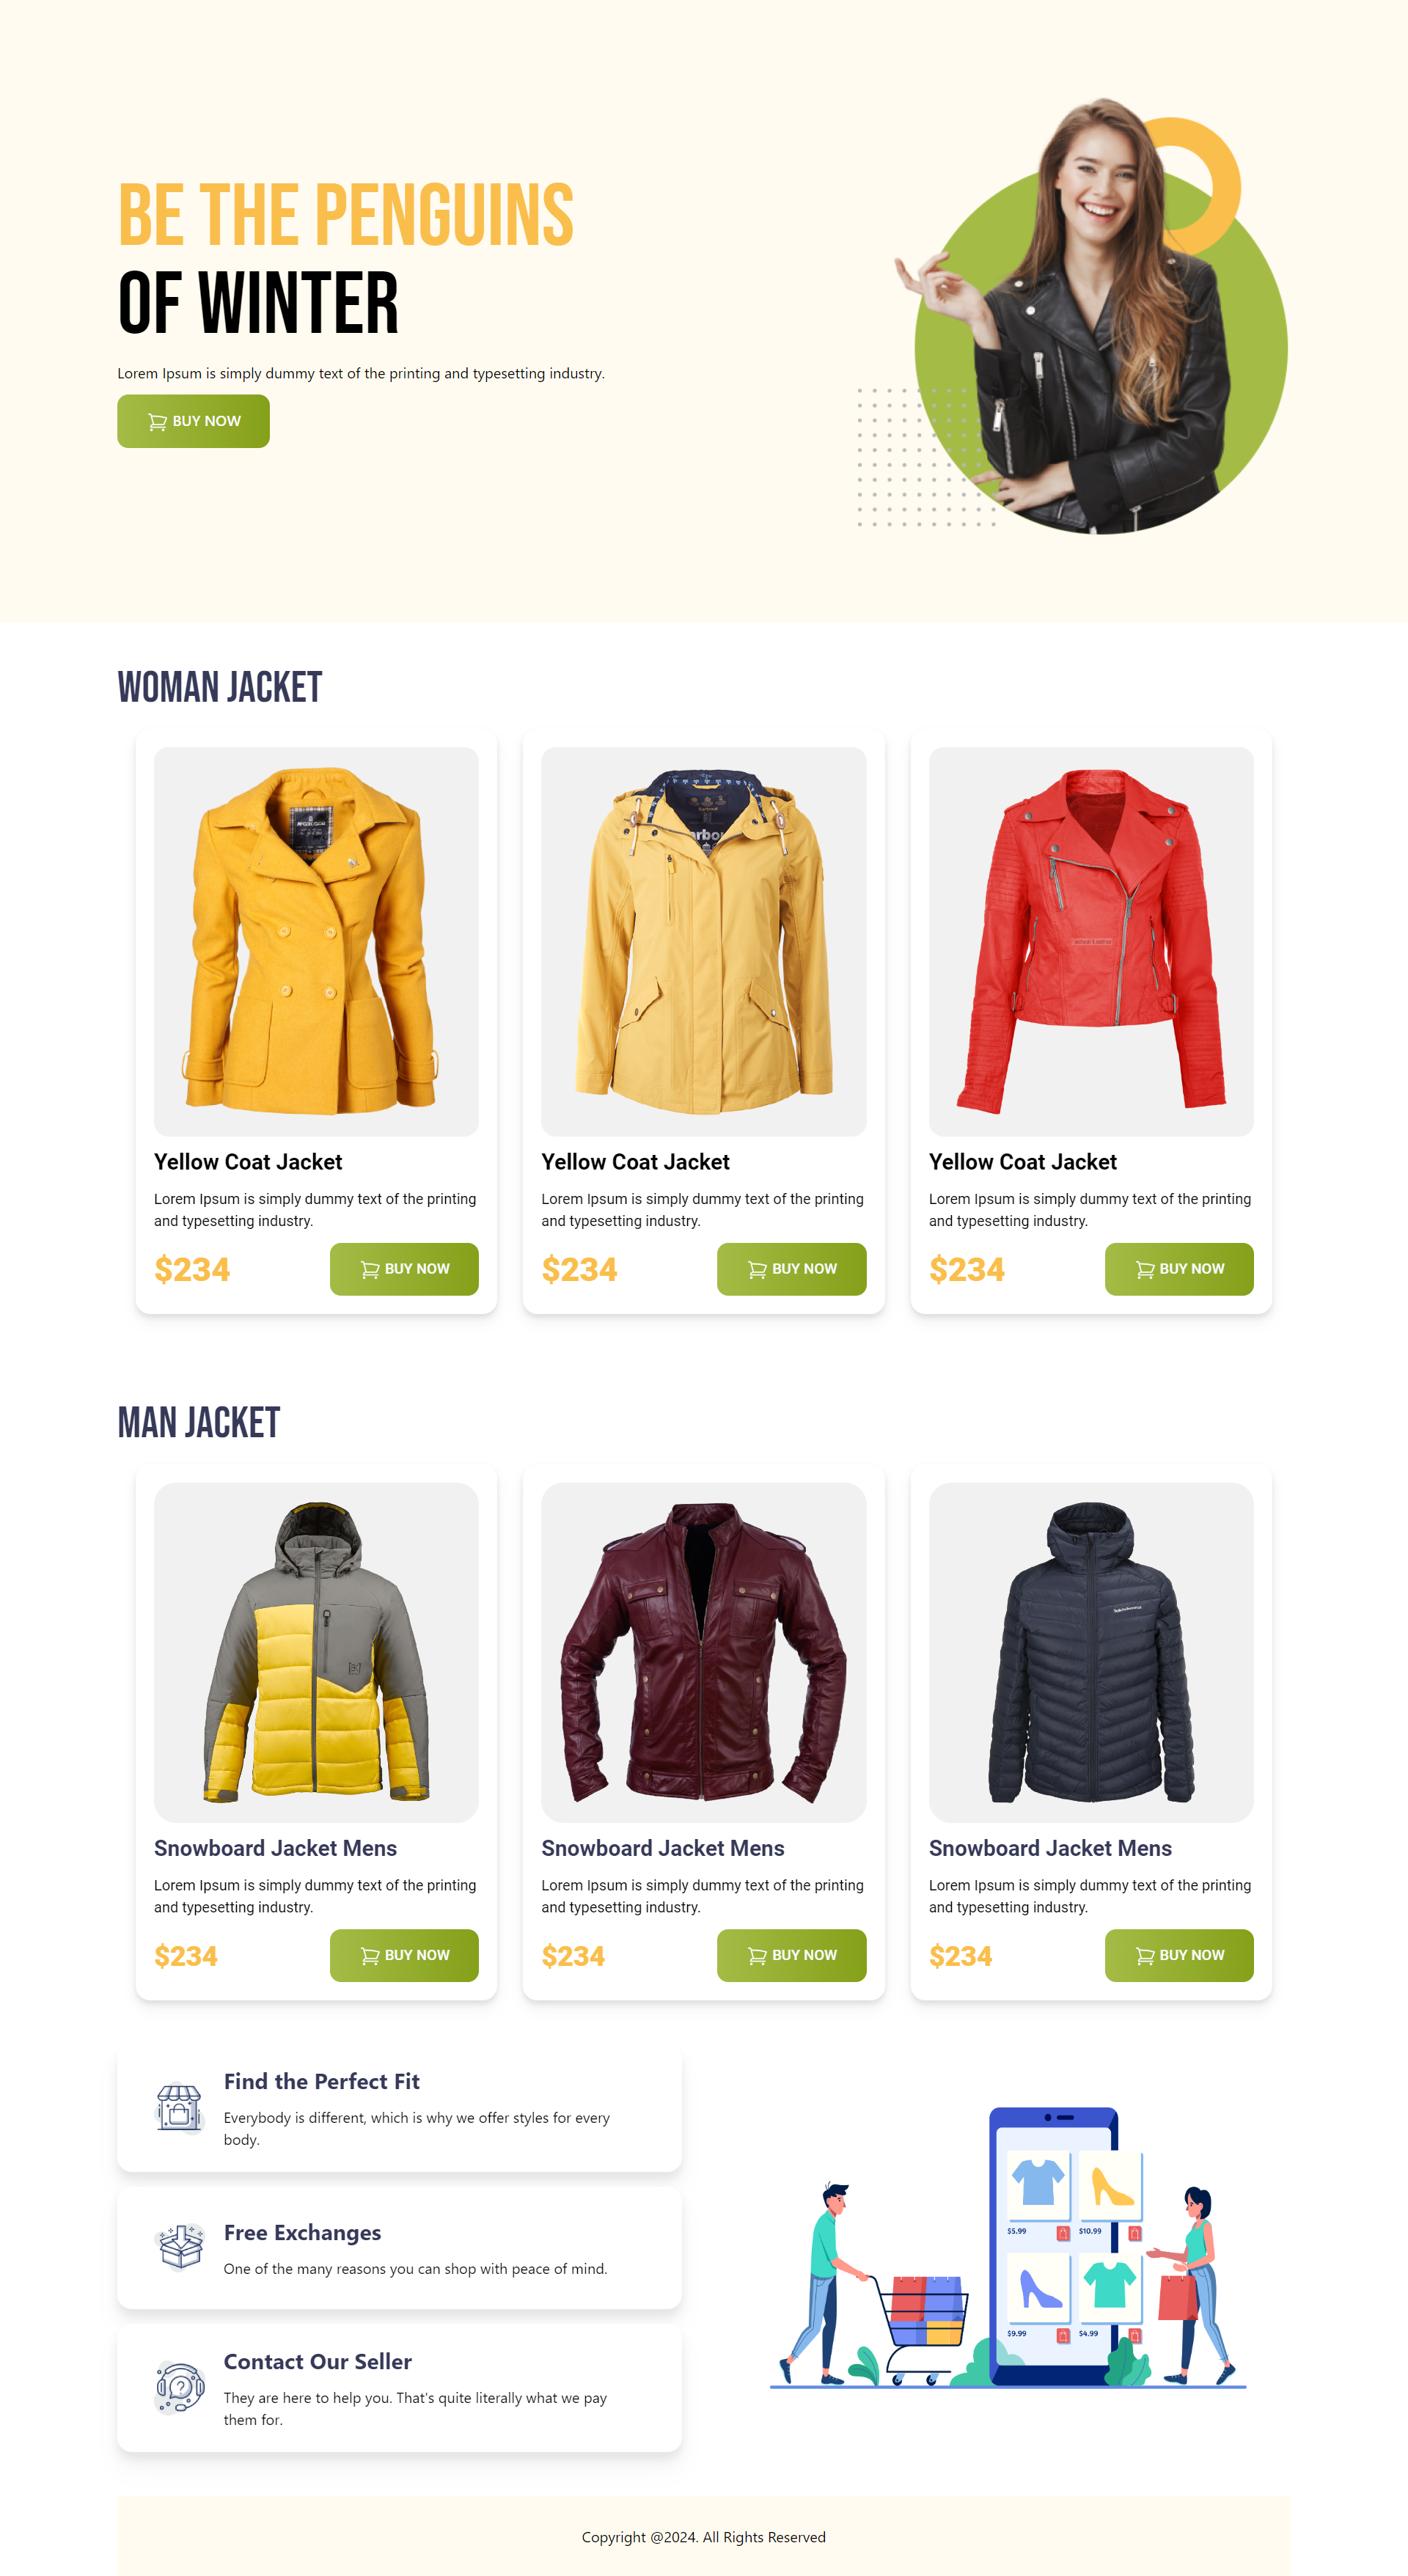 BE THE PENGUINS
OF WINTER
Lorem Ipsum is simply dummy text of the printing and typesetting industry.
BUY NOW
WOMAN JACKET
Yellow Coat Jacket
Lorem Ipsum is simply dummy text of the printing
and typesetting industry.
$234
BUY NOW
Yellow Coat Jacket
Lorem Ipsum is simply dummy text of the printing
and typesetting industry.
$234
BUY NOW
Yellow Coat Jacket
Lorem Ipsum is simply dummy text of the printing
and typesetting industry.
$234
BUY NOW
MAN JACKET
Snowboard Jacket Mens
Lorem Ipsum is simply dummy text of the printing
and typesetting industry.
$234
BUY NOW
Snowboard Jacket Mens
Lorem Ipsum is simply dummy text of the printing
and typesetting industry.
$234
BUY NOW
Snowboard Jacket Mens
Lorem Ipsum is simply dummy text of the printing
and typesetting industry.
$234
BUY NOW
Find the Perfect Fit
Everybody is different, which is why we offer styles for every
body.
Free Exchanges
One of the many reasons you can shop with peace of mind.
Contact Our Seller
They are here to help you. That's quite literally what we pay
them for.
$5.99
$10.99
$9.99
$4.99
Copyright @2024. All Rights Reserved